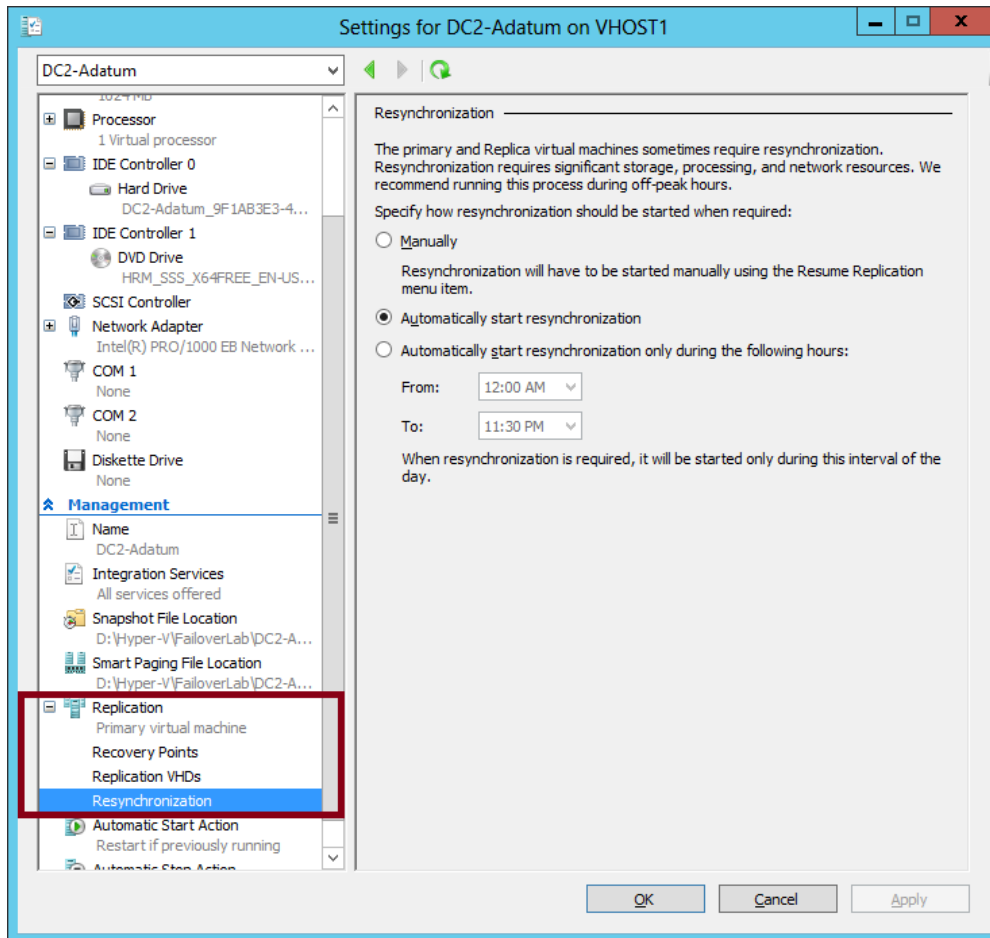 Settings for DC2-Adatum on VHOST1
DC2-Adatum
1024 MB
Processor
1 Virtual processor
IDE Controller 0
Hard Drive
DC2-Adatum_9F1AB3E3-4...
IDE Controller 1
DVD Drive
HRM_SSS_X64FREE_EN-US...
SCSI Controller
Network Adapter
Intel(R) PRO/1000 EB Network ...
COM 1
None
COM 2
None
Diskette Drive
None
Management
Name
DC2-Adatum
Integration Services
All services offered
Snapshot File Location
D:\Hyper-V\FailoverLab\DC2-A...
Smart Paging File Location
D:\Hyper-V\FailoverLab\DC2-A...
Replication
Primary virtual machine
Recovery Points
Replication VHDs
Resynchronization
Automatic Start Action
Restart if previously running
Automatic Stop Action
Resynchronization
The primary and Replica virtual machines sometimes require resynchronization.
Resynchronization requires significant storage, processing, and network resources. We
recommend running this process during off-peak hours.
Specify how resynchronization should be started when required:
Manually
Resynchronization will have to be started manually using the Resume Replication
menu item.
Automatically start resynchronization
Automatically start resynchronization only during the following hours:
From: 12:00 AM
To: 11:30 PM
When resynchronization is required, it will be started only during this interval of the
day.
OK Cancel Apply